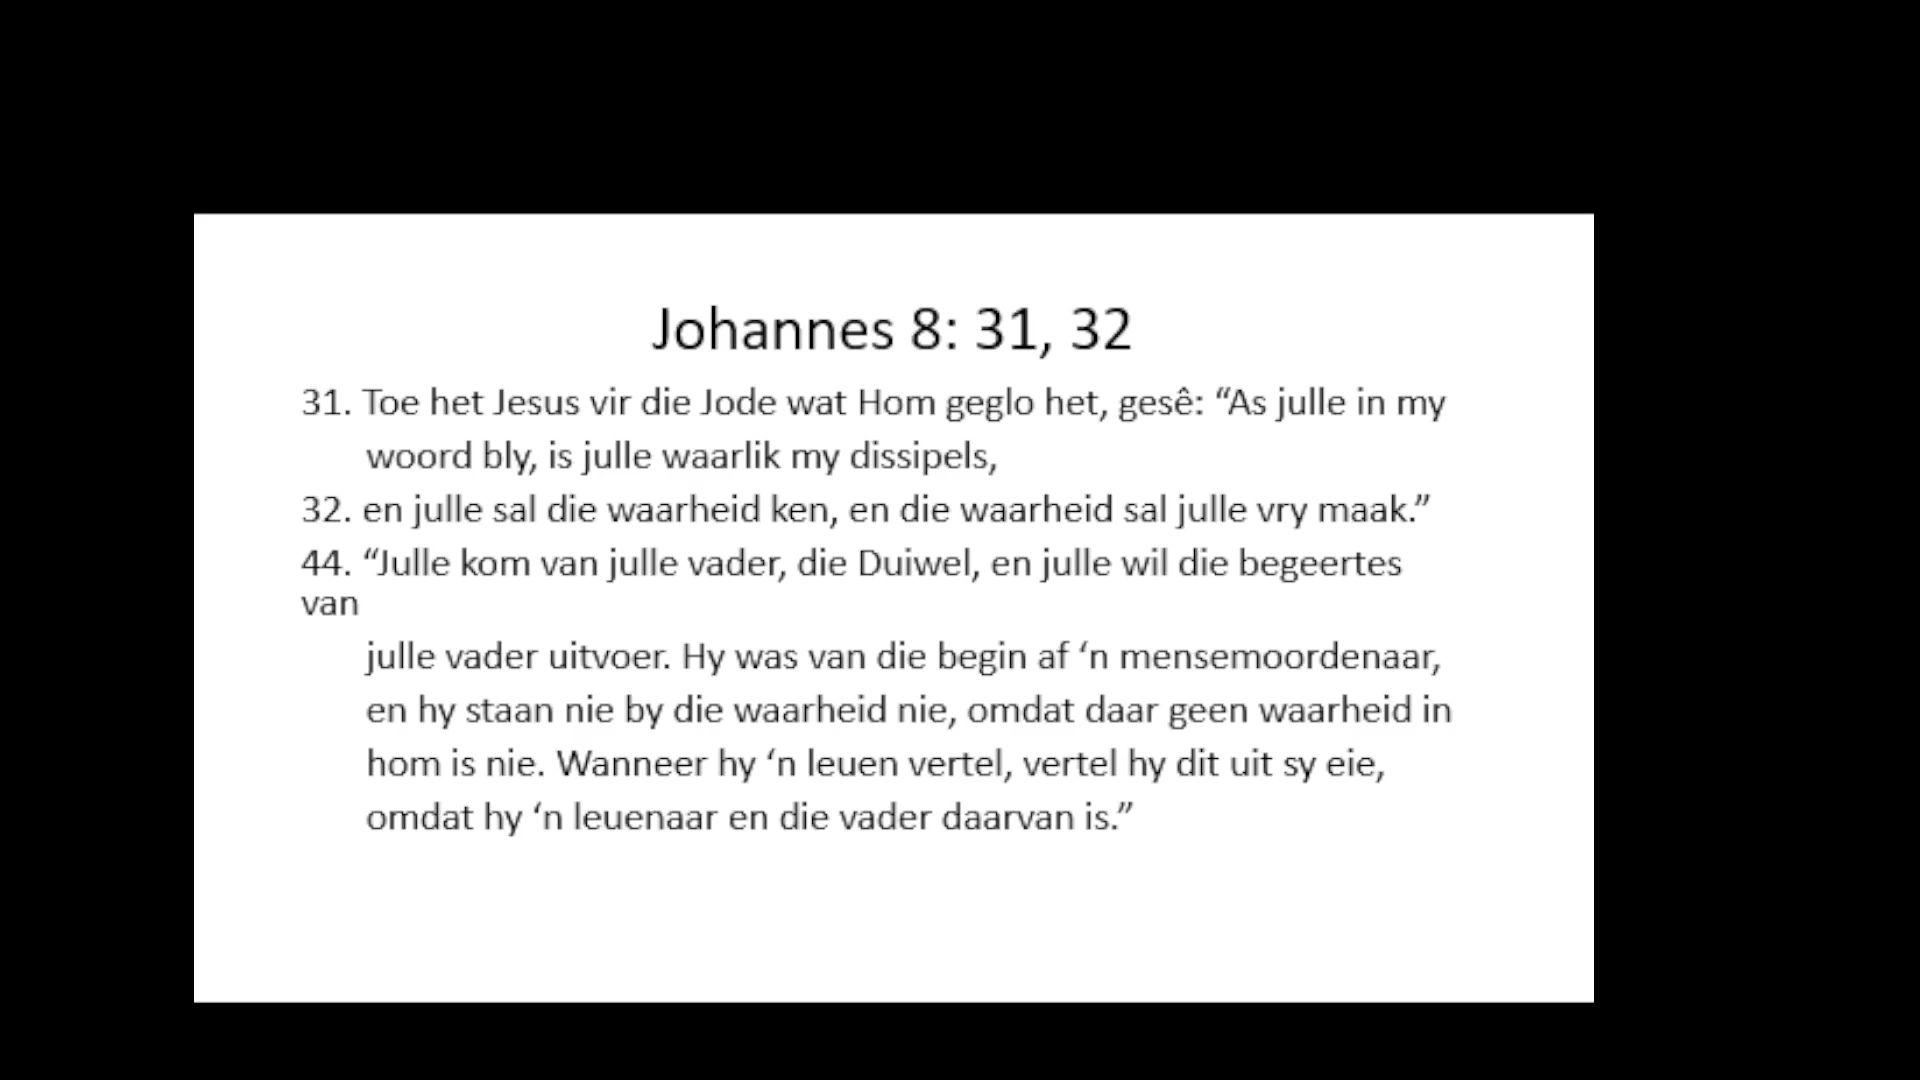 Johannes 8: 31, 32
31. Toe het Jesus vir die Jode wat Hom geglo het, gesê: “As julle in my
woord bly, is julle waarlik my dissipels,
32. en julle sal die waarheid ken, en die waarheid sal julle vry maak.”
44. “Julle kom van julle vader, die Duiwel, en julle wil die begeertes
van
julle vader uitvoer. Hy was van die begin af ‘n mensemoordenaar,
en hy staan nie by die waarheid nie, omdat daar geen waarheid in
hom is nie. Wanneer hy ‘n leuen vertel, vertel hy dit uit sy eie,
omdat hy ‘n leuenaar en die vader daarvan is.”